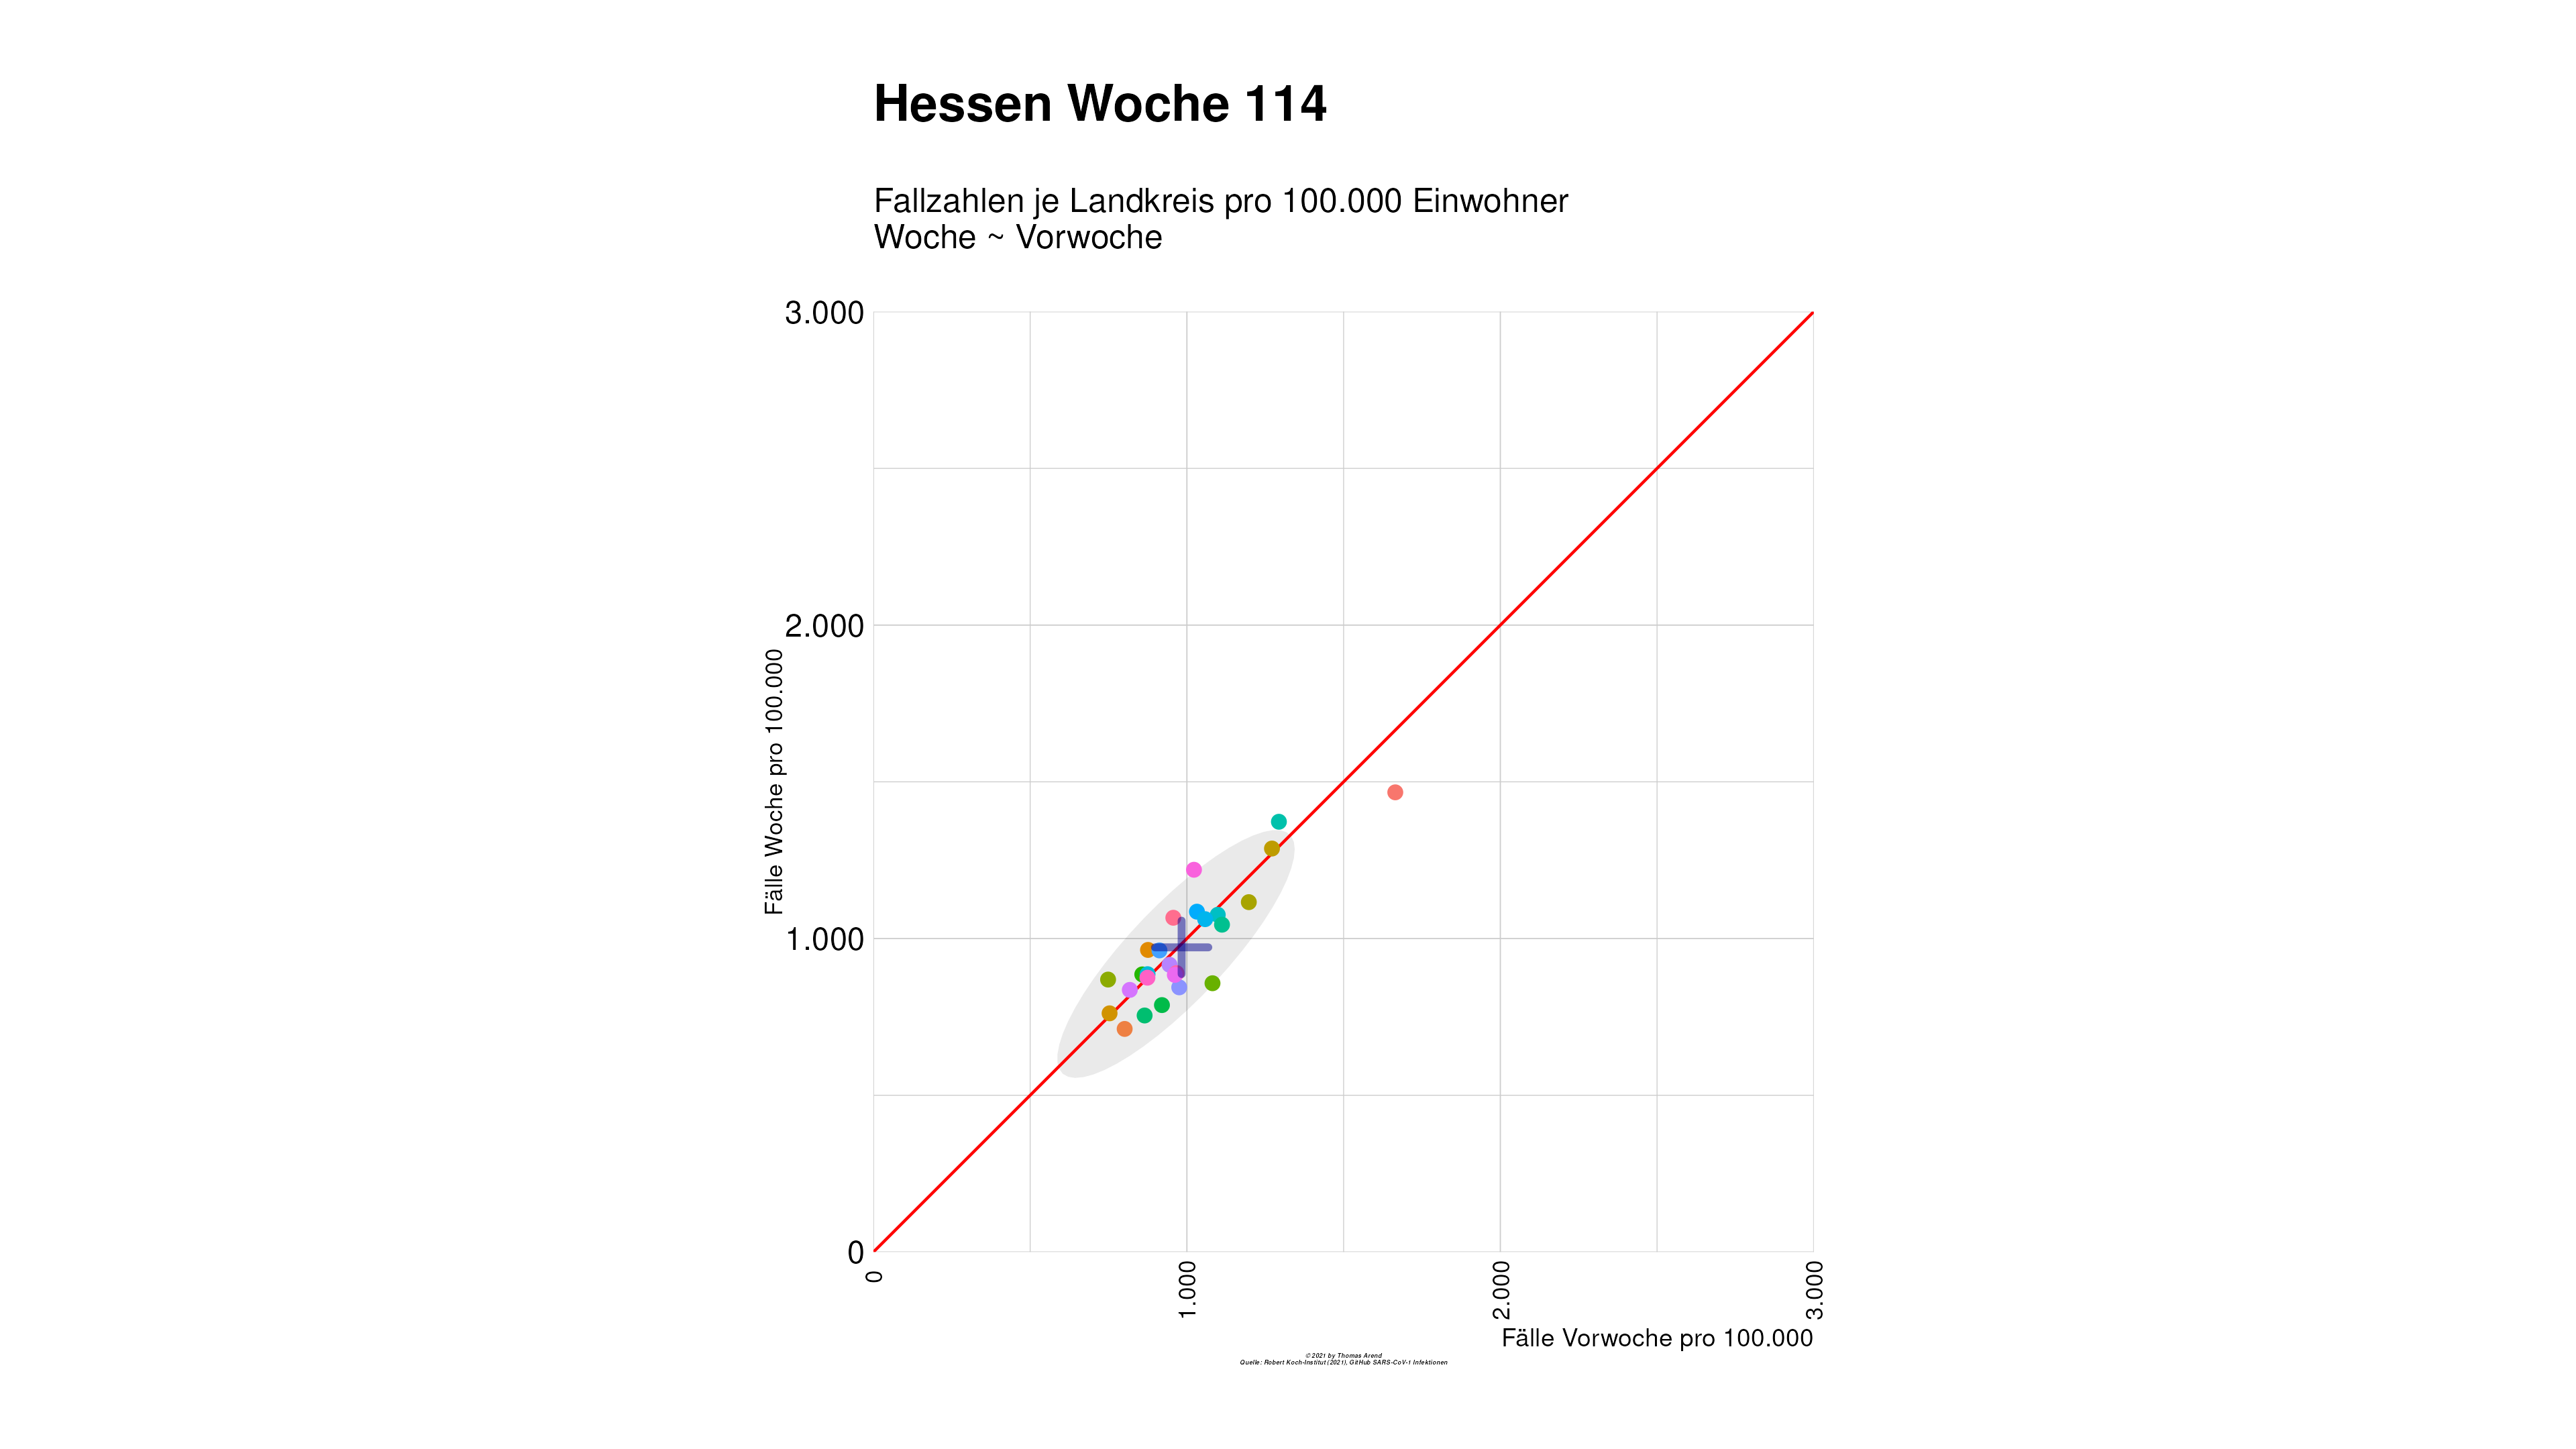 Hessen Woche 114
Fallzahlen je Landkreis pro 100.000 Einwohner
Woche ~ Vorwoche
3.000
2.000
1.000
0
Fälle Woche pro 100.000
0
1.000
2.000
3.000
Fälle Vorwoche pro 100.000
© 2021 by Thomas Arend
Quelle: Robert Koch-Institut (2021), GitHub SARS-CoV-1 Infektionen